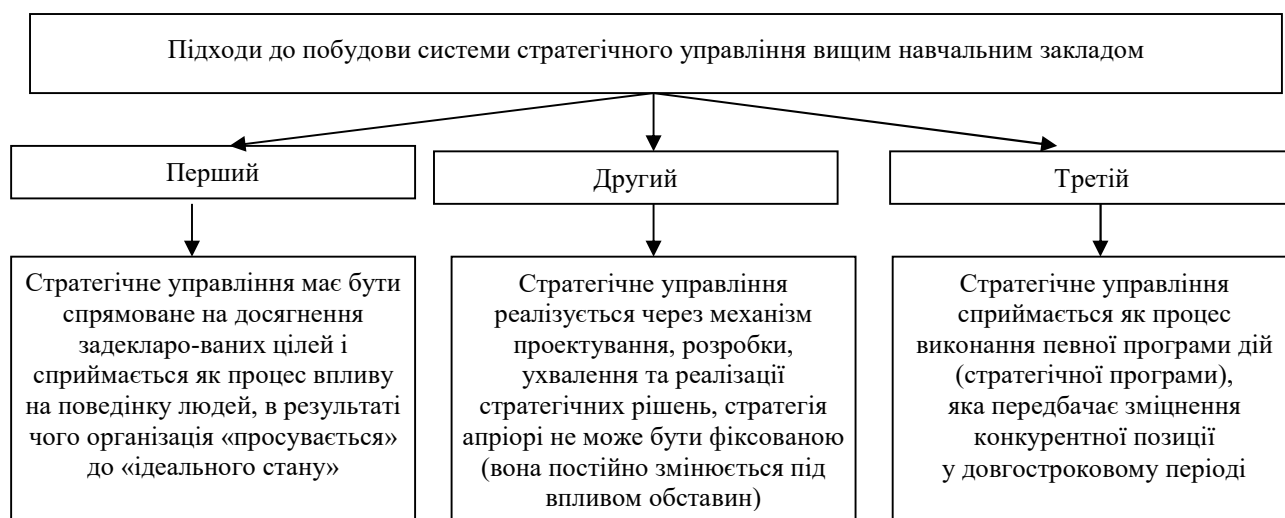 Підходи до побудови системи стратегічного управління вищим навчальним закладом
Перший
Другий
Третій
Стратегічне управління має бути
спрямоване на досягнення
задекларо-ваних цілей і
сприймається як процес впливу
на поведінку людей, в результаті
чого організація «просувається»
до «ідеального стану»
Стратегічне управління
реалізується через механізм
проектування, розробки,
ухвалення та реалізації
стратегічних рішень, стратегія
апріорі не може бути фіксованою
(вона постійно змінюється під
впливом обставин)
Стратегічне управління
сприймається як процес
виконання певної програми дій
(стратегічної програми),
яка передбачає зміцнення
конкурентної позиції
у довгостроковому періоді